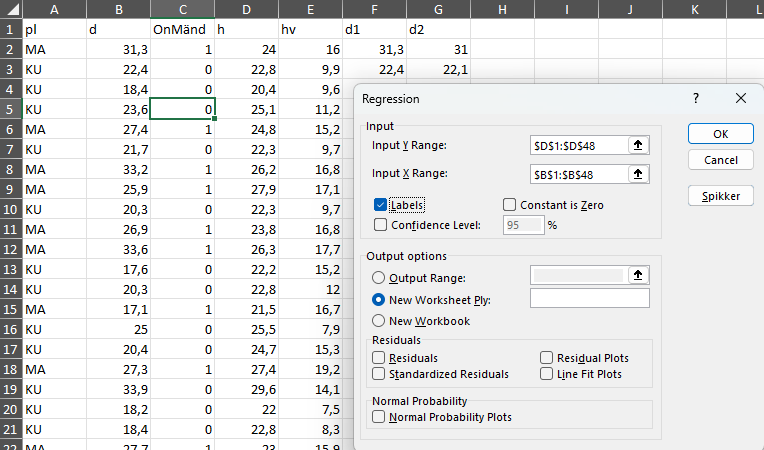 A B C D E F G H I J K L
1 pl d OnMänd h hv d1 d2
2 MA 31,3 1 24 16 31,3 31
3 KU 22,4 0 22,8 9,9 22,4 22,1
4 KU 18,4 0 20,4 9,6
5 KU 23,6 0 25,1 11,2
6 MA 27,4 1 24,8 15,2
7 KU 21,7 0 22,3 9,7
8 MA 33,2 1 26,2 16,8
9 MA 25,9 1 27,9 17,1
10 KU 20,3 0 22,3 9,7
11 MA 26,9 1 23,8 16,8
12 MA 33,6 1 26,3 17,7
13 KU 17,6 0 22,2 15,2
14 KU 20,3 0 22,8 12
15 MA 17,1 1 21,5 16,7
16 KU 25 0 25,5 7,9
17 KU 20,4 0 24,7 15,3
18 MA 27,3 1 27,4 19,2
19 KU 33,9 0 29,6 14,1
20 KU 18,2 0 22 7,5
21 KU 18,4 0 22,8 8,3
22 MA 27,7 1 23 15,9
Regression ? ×
Input
Input Y Range: $D$1:$D$48
Input X Range: $B$1:$B$48
Labels Constant is Zero
Confidence Level: 95 %
OK
Cancel
Spikker
Output options
Output Range:
New Worksheet Ply:
New Workbook
Residuals
Residuals Residual Plots
Standardized Residuals Line Fit Plots
Normal Probability
Normal Probability Plots